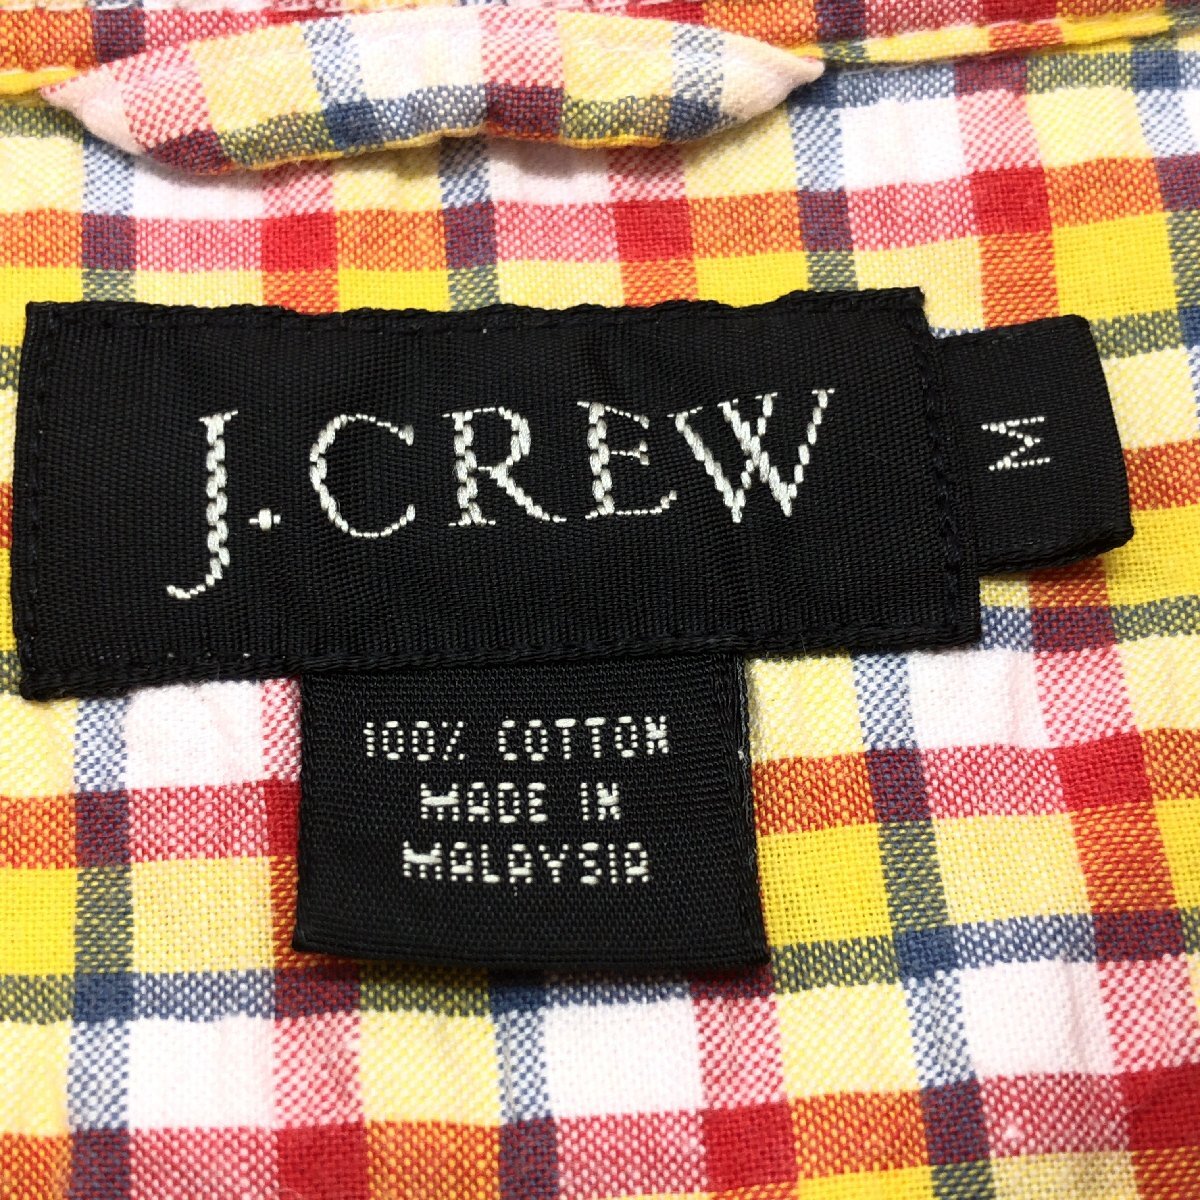 J.CREW
M
100% COTTON
MADE IN
MALAYSIA